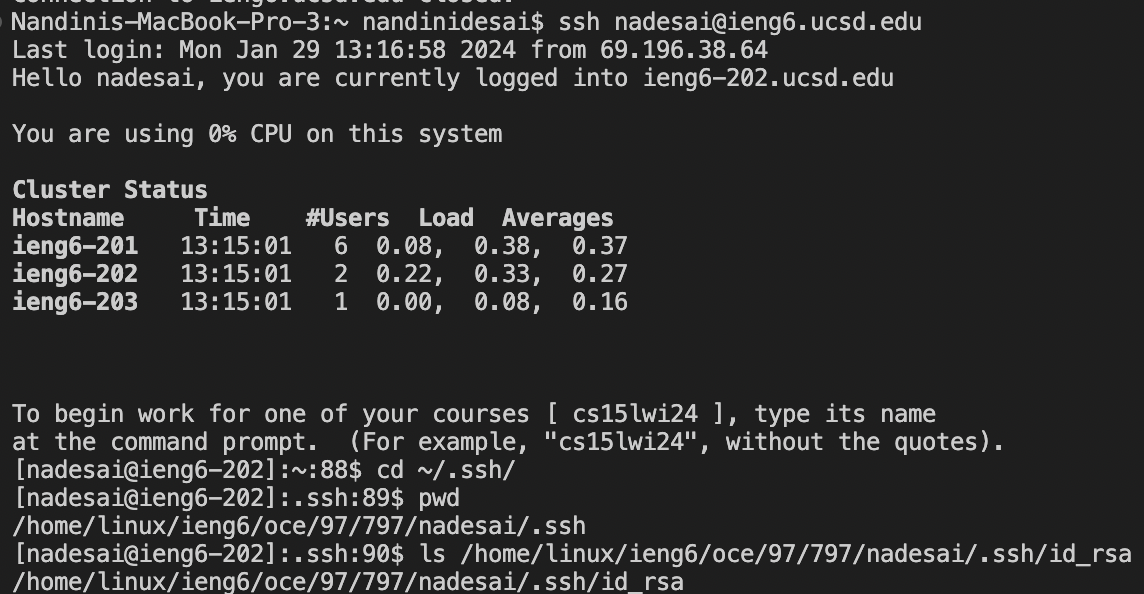 Connection to ieng6.ucsd.edu closed.
Nandinis-MacBook-Pro-3:~ nandinidesai$ ssh nadesai@ieng6.ucsd.edu
Last login: Mon Jan 29 13:16:58 2024 from 69.196.38.64
Hello nadesai, you are currently logged into ieng6-202.ucsd.edu
You are using 0% CPU on this system
Cluster Status
Hostname     Time    #Users  Load  Averages
ieng6-201   13:15:01   6  0.08,  0.38,  0.37
ieng6-202   13:15:01   2  0.22,  0.33,  0.27
ieng6-203   13:15:01   1  0.00,  0.08,  0.16
To begin work for one of your courses [ cs15lwi24 ], type its name
at the command prompt.  (For example, "cs15lwi24", without the quotes).
[nadesai@ieng6-202]:~:88$ cd ~/.ssh/
[nadesai@ieng6-202]:.ssh:89$ pwd
/home/linux/ieng6/oce/97/797/nadesai/.ssh
[nadesai@ieng6-202]:.ssh:90$ ls /home/linux/ieng6/oce/97/797/nadesai/.ssh/id_rsa
/home/linux/ieng6/oce/97/797/nadesai/.ssh/id_rsa